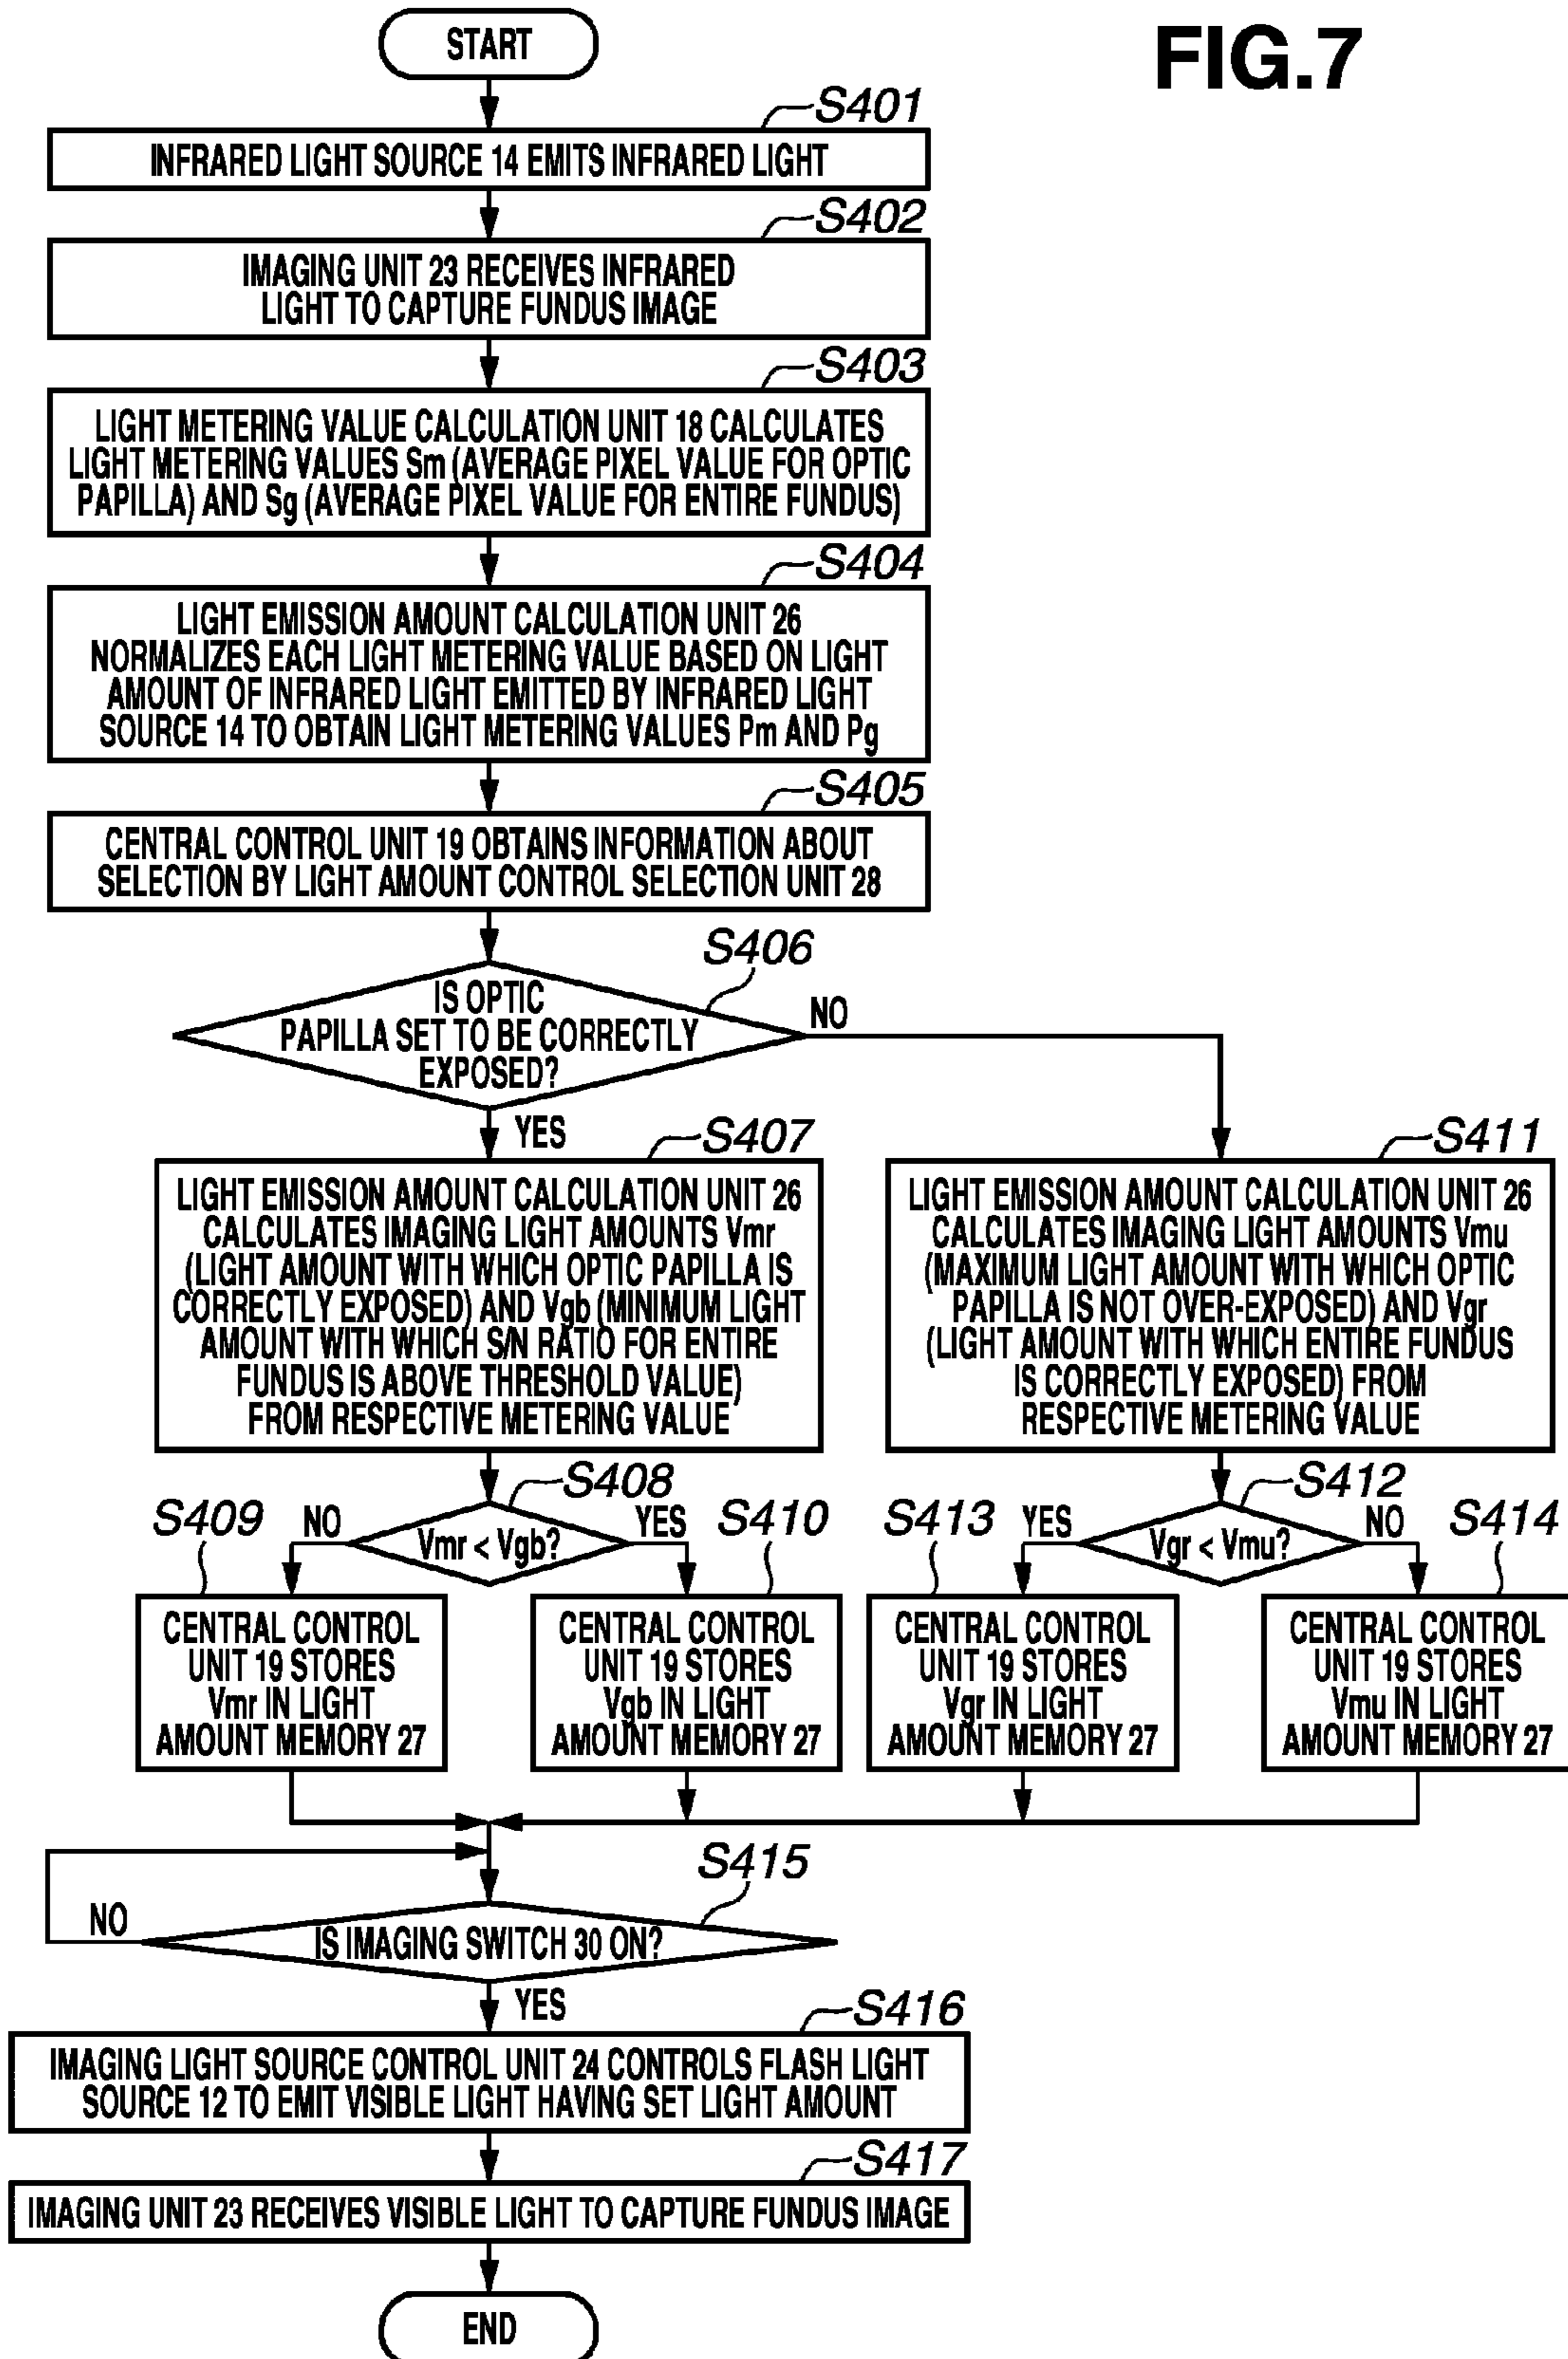 FIG.7
START
S401
INFRARED LIGHT SOURCE 14 EMITS INFRARED LIGHT
S402
IMAGING UNIT 23 RECEIVES INFRARED
LIGHT TO CAPTURE FUNDUS IMAGE
S403
LIGHT METERING VALUE CALCULATION UNIT 18 CALCULATES
LIGHT METERING VALUES Sm (AVERAGE PIXEL VALUE FOR OPTIC
PAPILLA) AND Sg (AVERAGE PIXEL VALUE FOR ENTIRE FUNDUS)
S404
LIGHT EMISSION AMOUNT CALCULATION UNIT 26
NORMALIZES EACH LIGHT METERING VALUE BASED ON LIGHT
AMOUNT OF INFRARED LIGHT EMITTED BY INFRARED LIGHT
SOURCE 14 TO OBTAIN LIGHT METERING VALUES Pm AND Pg
S405
CENTRAL CONTROL UNIT 19 OBTAINS INFORMATION ABOUT
SELECTION BY LIGHT AMOUNT CONTROL SELECTION UNIT 28
S406
IS OPTIC
PAPILLA SET TO BE CORRECTLY
EXPOSED?
NO
YES
S407
LIGHT EMISSION AMOUNT CALCULATION UNIT 26
CALCULATES IMAGING LIGHT AMOUNTS Vmr
(LIGHT AMOUNT WITH WHICH OPTIC PAPILLA IS
CORRECTLY EXPOSED) AND Vgb (MINIMUM LIGHT
AMOUNT WITH WHICH S/N RATIO FOR ENTIRE
FUNDUS IS ABOVE THRESHOLD VALUE)
FROM RESPECTIVE METERING VALUE
S411
LIGHT EMISSION AMOUNT CALCULATION UNIT 26
CALCULATES IMAGING LIGHT AMOUNTS Vmu
(MAXIMUM LIGHT AMOUNT WITH WHICH OPTIC
PAPILLA IS NOT OVER-EXPOSED) AND Vgr
(LIGHT AMOUNT WITH WHICH ENTIRE FUNDUS
IS CORRECTLY EXPOSED) FROM
RESPECTIVE METERING VALUE
S408
Vmr < Vgb?
NO
YES
S412
Vgr < Vmu?
YES
NO
S409
CENTRAL CONTROL
UNIT 19 STORES
Vmr IN LIGHT
AMOUNT MEMORY 27
S410
CENTRAL CONTROL
UNIT 19 STORES
Vgb IN LIGHT
AMOUNT MEMORY 27
S413
CENTRAL CONTROL
UNIT 19 STORES
Vgr IN LIGHT
AMOUNT MEMORY 27
S414
CENTRAL CONTROL
UNIT 19 STORES
Vmu IN LIGHT
AMOUNT MEMORY 27
S415
IS IMAGING SWITCH 30 ON?
NO
YES
S416
IMAGING LIGHT SOURCE CONTROL UNIT 24 CONTROLS FLASH LIGHT
SOURCE 12 TO EMIT VISIBLE LIGHT HAVING SET LIGHT AMOUNT
S417
IMAGING UNIT 23 RECEIVES VISIBLE LIGHT TO CAPTURE FUNDUS IMAGE
END